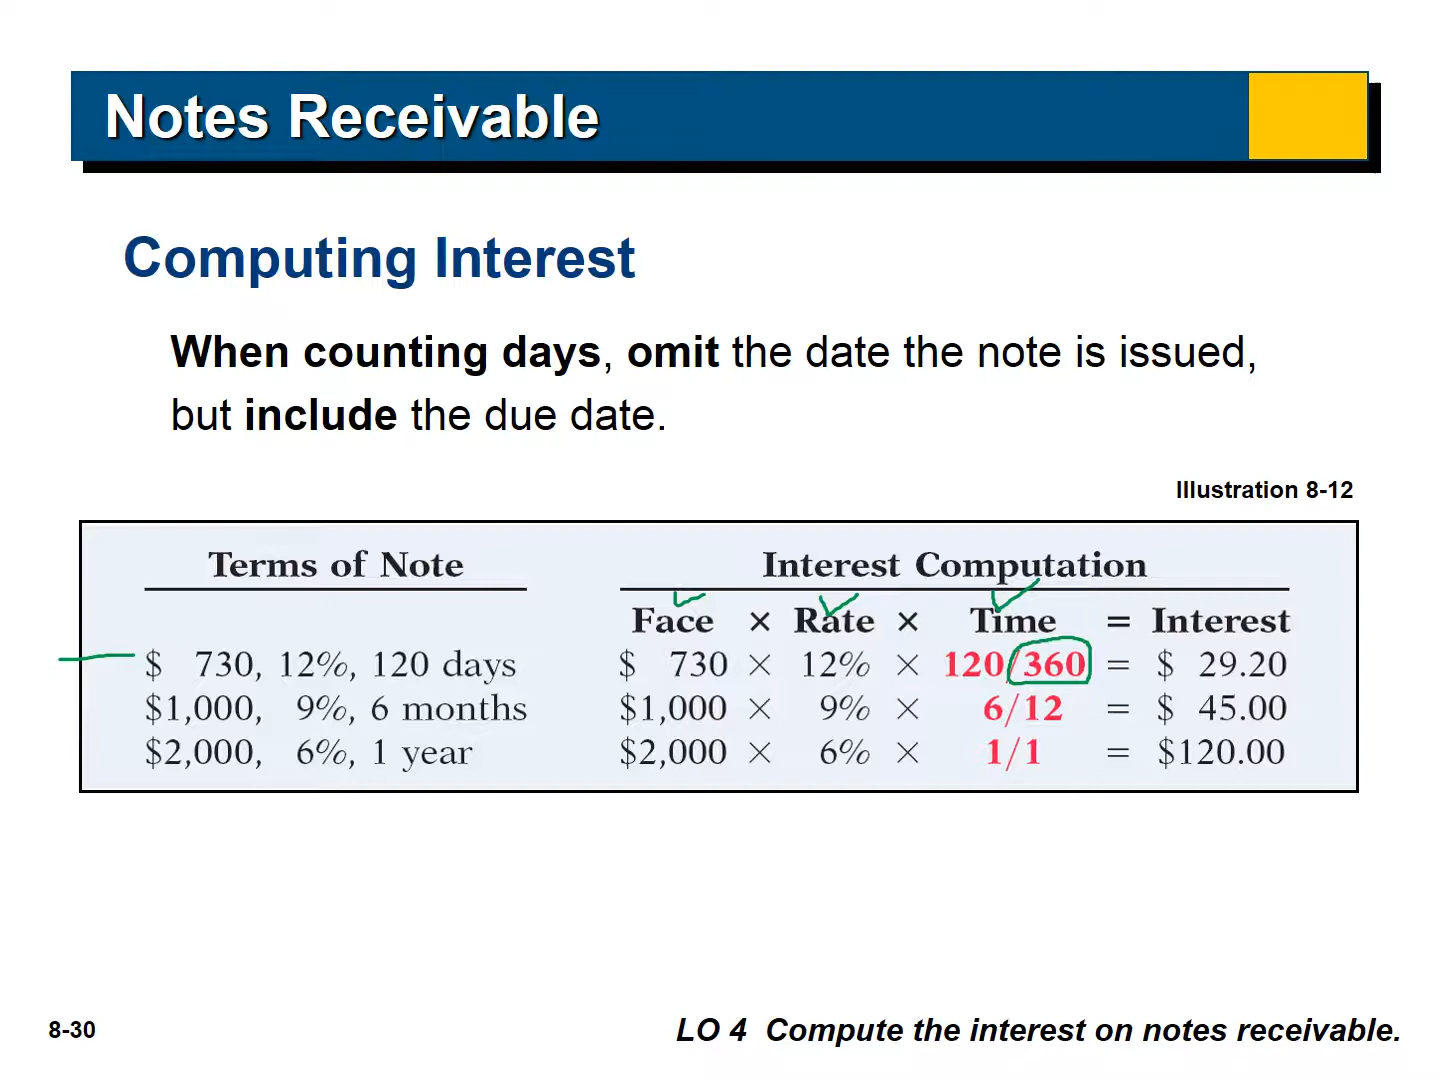 Notes Receivable
Computing Interest
When counting days, omit the date the note is issued,
but include the due date.
Illustration 8-12
Terms of Note Interest Computation
Face × Rate × Time = Interest
$ 730, 12%, 120 days $ 730 × 12% × 120/360 = $ 29.20
$1,000, 9%, 6 months $1,000 × 9% × 6/12 = $ 45.00
$2,000, 6%, 1 year $2,000 × 6% × 1/1 = $120.00
8-30 LO 4 Compute the interest on notes receivable.